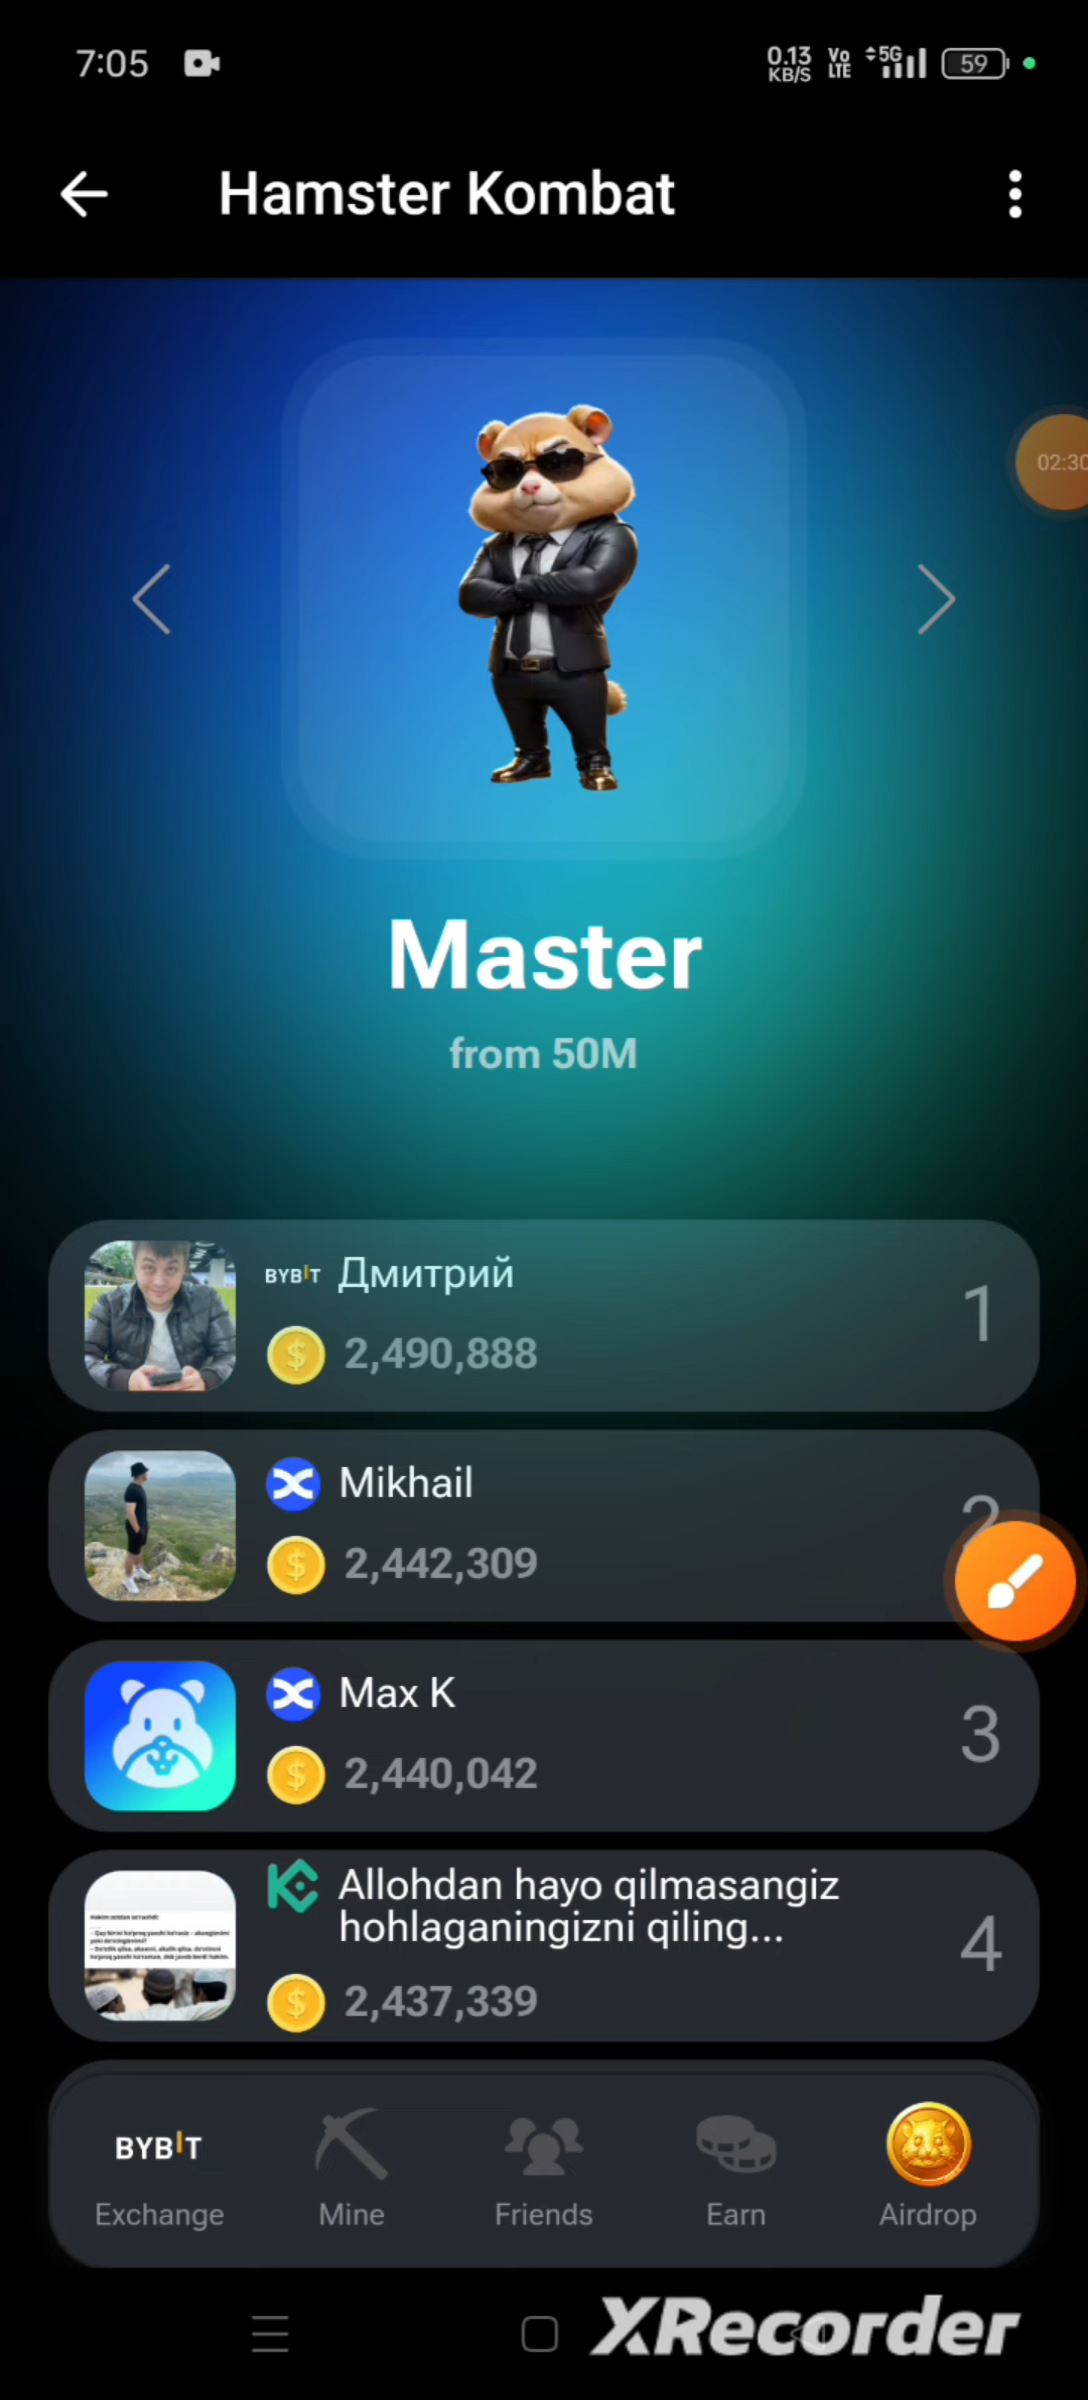 7:05
0.13
KB/S
Vo
LTE
5G
59
Hamster Kombat
02:30
Master
from 50M
BYBIT Дмитрий
2,490,888
1
Mikhail
2,442,309
2
Max K
2,440,042
3
Allohdan hayo qilmasangiz
hohlaganingizni qiling...
2,437,339
4
BYBIT
Exchange
Mine
Friends
Earn
Airdrop
XRecorder